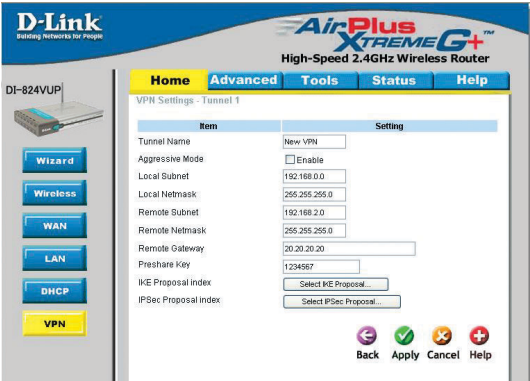 D-Link
Building Networks for People
AirPlus
XTREME G+™
High-Speed 2.4GHz Wireless Router
DI-824VUP
Home Advanced Tools Status Help
VPN Settings - Tunnel 1
Item Setting
Tunnel Name New VPN
Aggressive Mode Enable
Local Subnet 192.168.0.0
Local Netmask 255.255.255.0
Remote Subnet 192.168.2.0
Remote Netmask 255.255.255.0
Remote Gateway 20.20.20.20
Preshare Key 1234567
IKE Proposal index Select IKE Proposal...
IPSec Proposal index Select IPSec Proposal...
Wizard
Wireless
WAN
LAN
DHCP
VPN
Back Apply Cancel Help